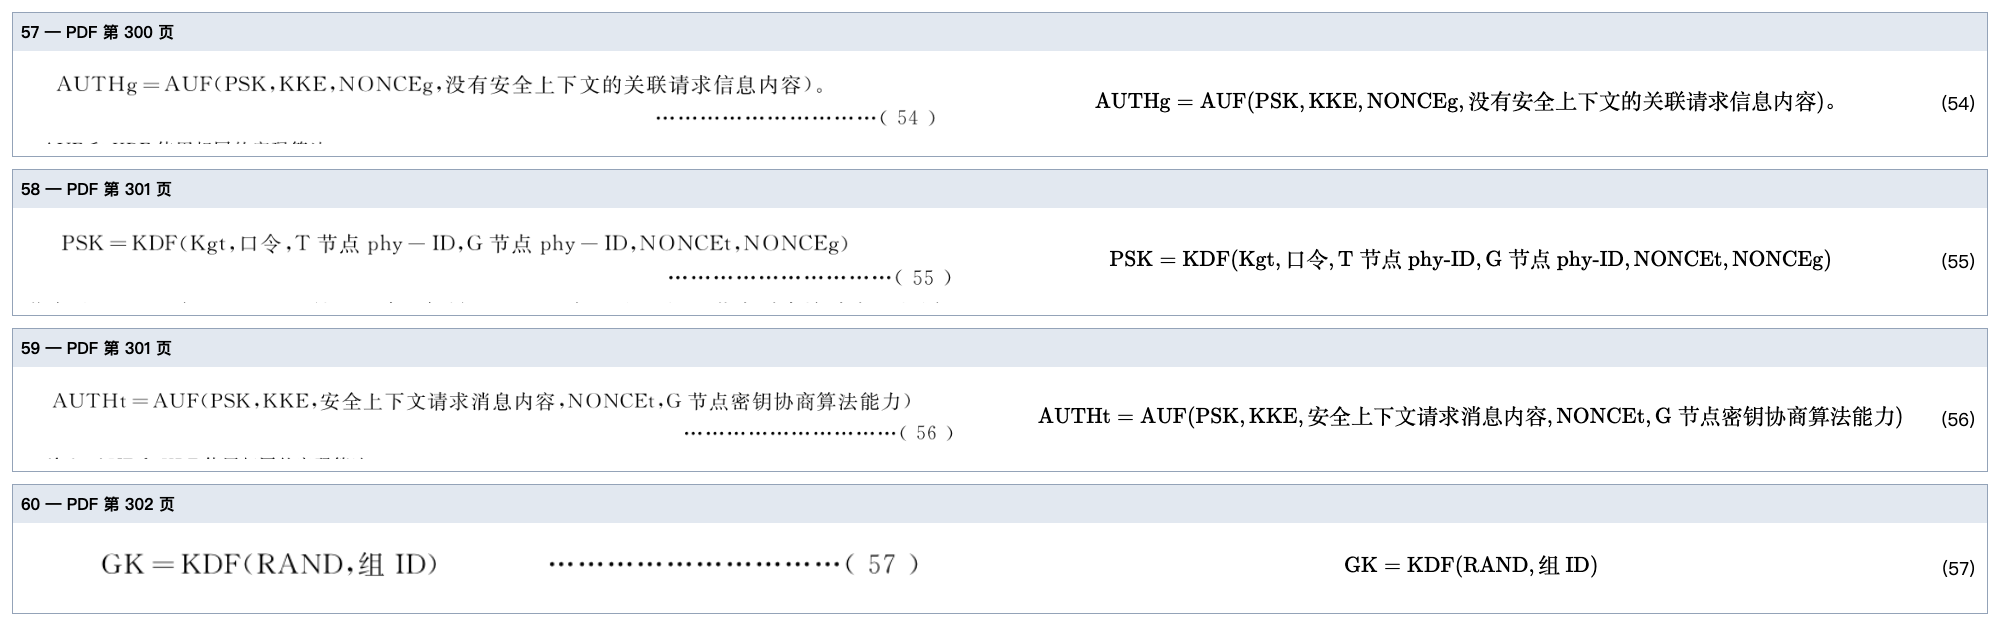 57 — PDF 第 300 页
AUTHg=AUF(PSK,KKE,NONCEg,没有安全上下文的关联请求信息内容)。
…………………………( 54 )
AUTHg = AUF(PSK, KKE, NONCEg, 没有安全上下文的关联请求信息内容)。 (54)
58 — PDF 第 301 页
PSK=KDF(Kgt,口令,T 节点 phy－ID,G 节点 phy－ID,NONCEt,NONCEg)
…………………………( 55 )
PSK = KDF(Kgt, 口令, T 节点 phy-ID, G 节点 phy-ID, NONCEt, NONCEg) (55)
59 — PDF 第 301 页
AUTHt=AUF(PSK,KKE,安全上下文请求消息内容,NONCEt,G 节点密钥协商算法能力)
…………………………( 56 )
AUTHt = AUF(PSK, KKE, 安全上下文请求消息内容, NONCEt, G 节点密钥协商算法能力) (56)
60 — PDF 第 302 页
GK=KDF(RAND,组 ID) …………………………( 57 )
GK = KDF(RAND, 组 ID) (57)